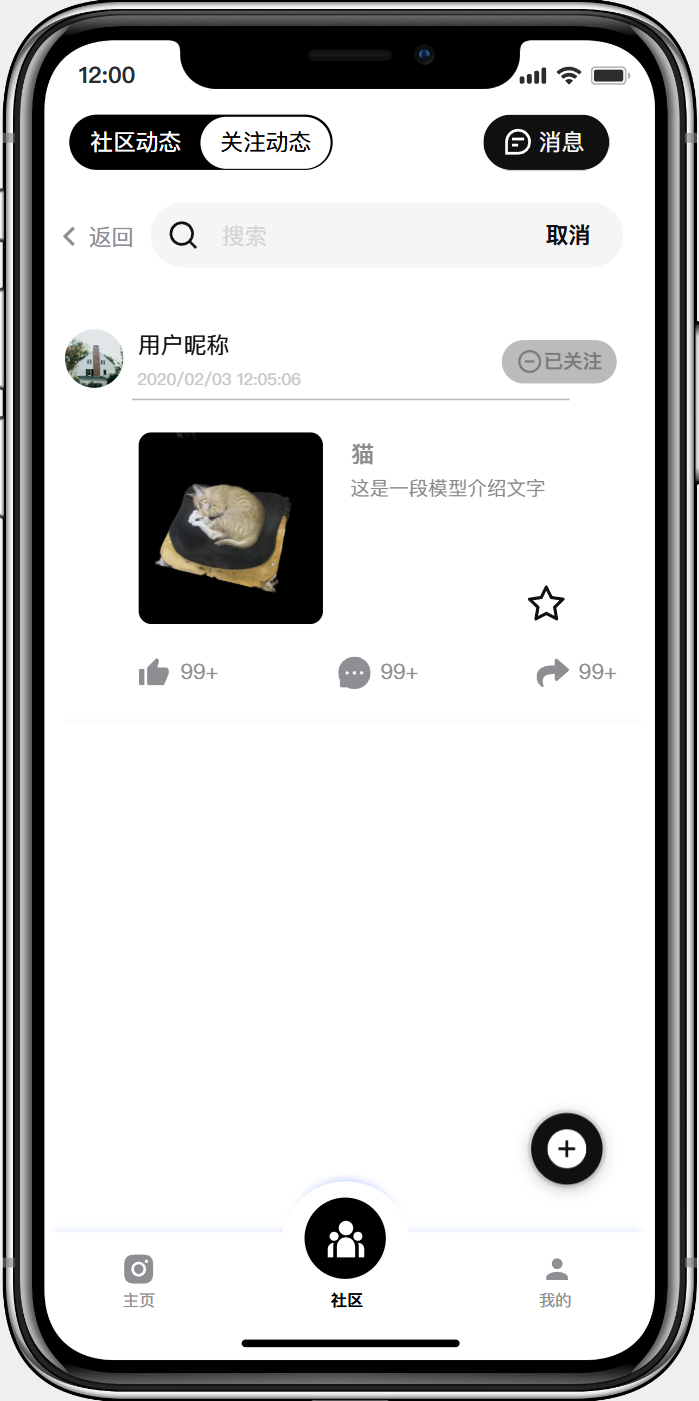 12:00
社区动态 关注动态 消息
返回 搜索 取消
用户昵称
2020/02/03 12:05:06
已关注
猫
这是一段模型介绍文字
99+ 99+ 99+
主页 社区 我的